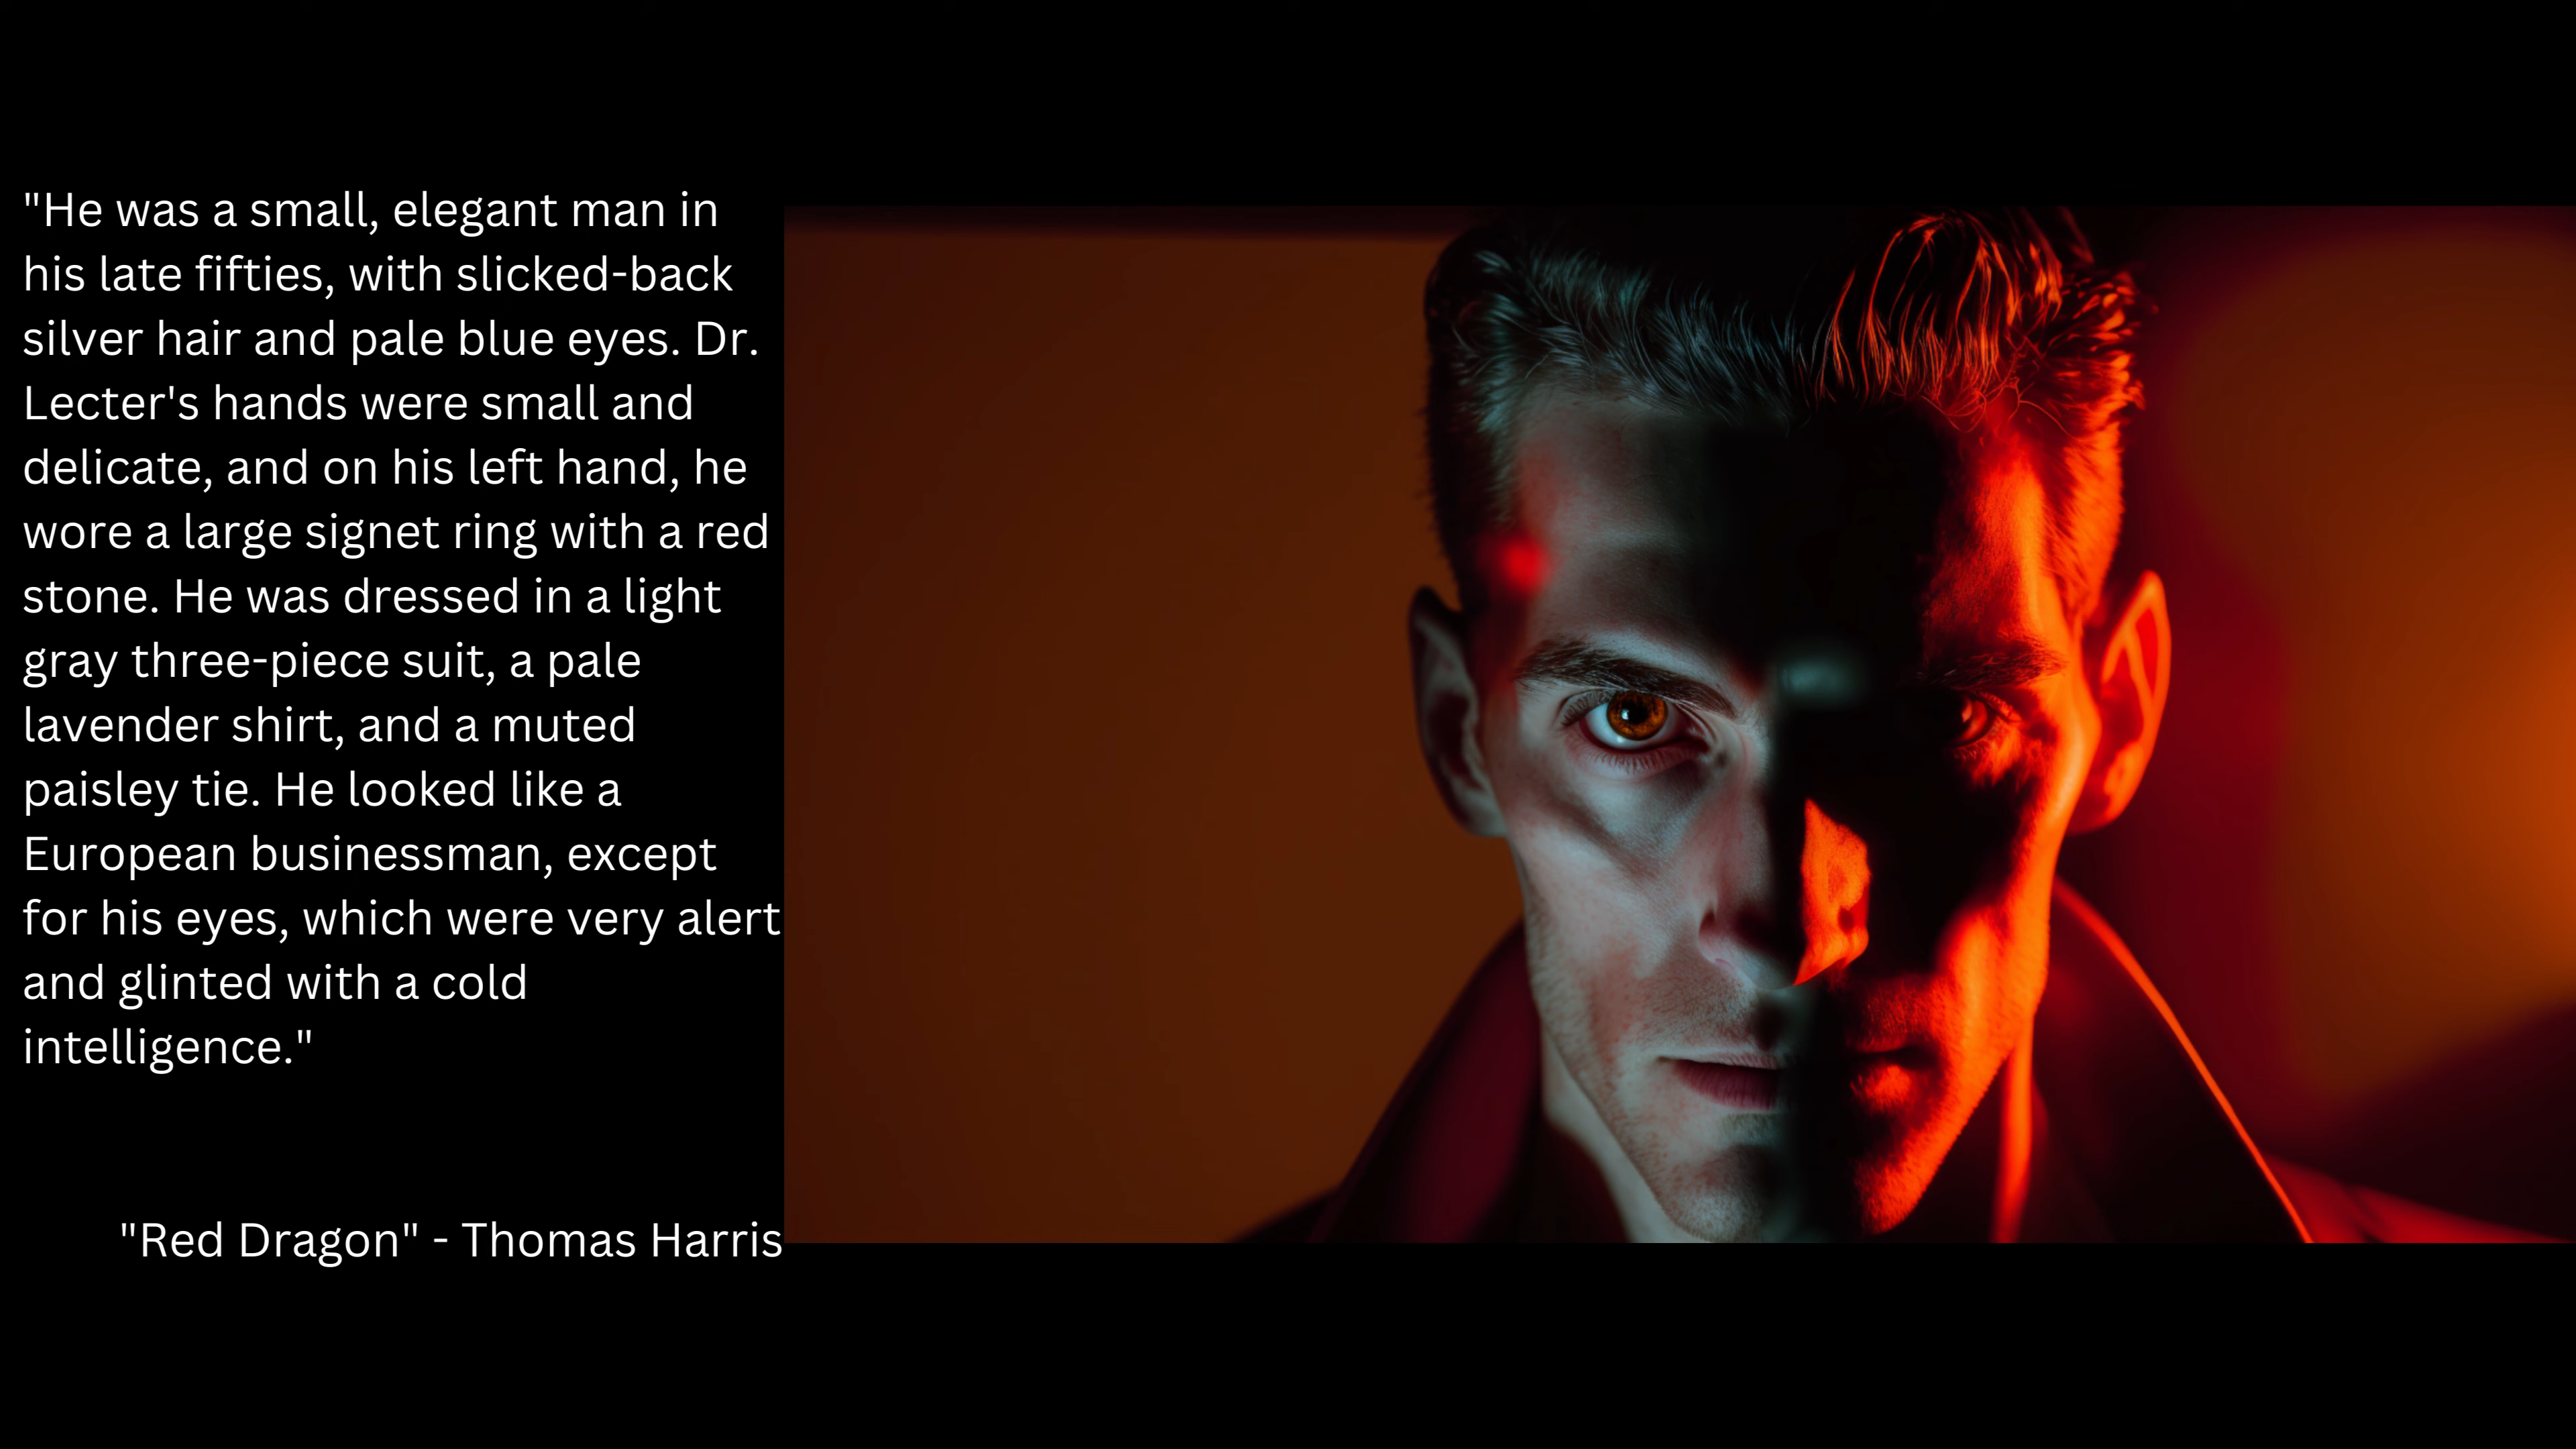 "He was a small, elegant man in
his late fifties, with slicked-back
silver hair and pale blue eyes. Dr.
Lecter's hands were small and
delicate, and on his left hand, he
wore a large signet ring with a red
stone. He was dressed in a light
gray three-piece suit, a pale
lavender shirt, and a muted
paisley tie. He looked like a
European businessman, except
for his eyes, which were very alert
and glinted with a cold
intelligence."
"Red Dragon" - Thomas Harris